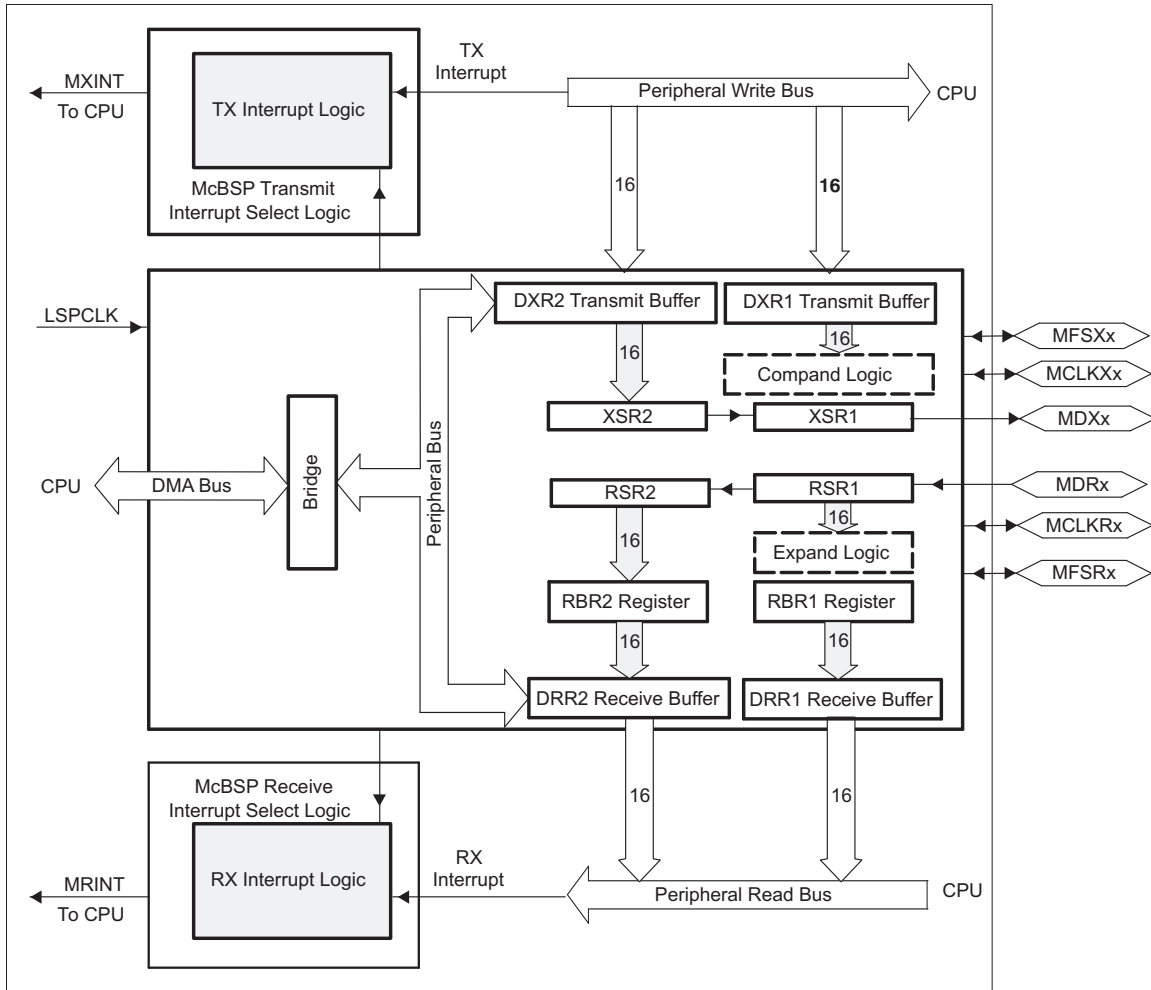 TX
Interrupt
MXINT
To CPU
TX Interrupt Logic
Peripheral Write Bus
CPU
McBSP Transmit
Interrupt Select Logic
16
16
LSPCLK
DXR2 Transmit Buffer
DXR1 Transmit Buffer
16
16
Compand Logic
XSR2
XSR1
MFSXx
MCLKXx
MDXx
CPU
DMA Bus
Bridge
Peripheral Bus
RSR2
RSR1
16
16
Expand Logic
RBR2 Register
RBR1 Register
16
16
DRR2 Receive Buffer
DRR1 Receive Buffer
MDRx
MCLKRx
MFSRx
McBSP Receive
Interrupt Select Logic
16
16
RX Interrupt Logic
MRINT
To CPU
RX
Interrupt
Peripheral Read Bus
CPU